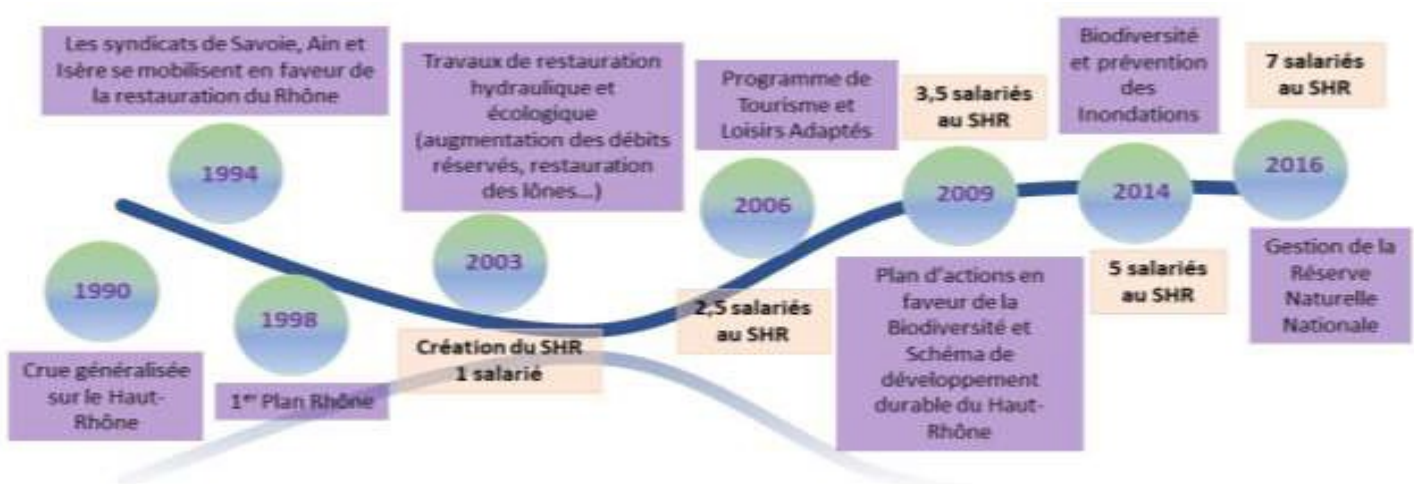 Les syndicats de Savoie, Ain et
Isère se mobilisent en faveur de
la restauration du Rhône
1994
1990
Crue généralisée
sur le Haut-
Rhône
1998
1er Plan Rhône
Travaux de restauration
hydraulique et
écologique
(augmentation des débits
réservés, restauration
des lônes...)
2003
Création du SHR
1 salarié
Programme de
Tourisme et
Loisirs Adaptés
2006
2,5 salariés
au SHR
3,5 salariés
au SHR
2009
Plan d'actions en
faveur de la
Biodiversité et
Schéma de
développement
durable du Haut-
Rhône
Biodiversité
et prévention
des
Inondations
2014
5 salariés
au SHR
7 salariés
au SHR
2016
Gestion de la
Réserve
Naturelle
Nationale